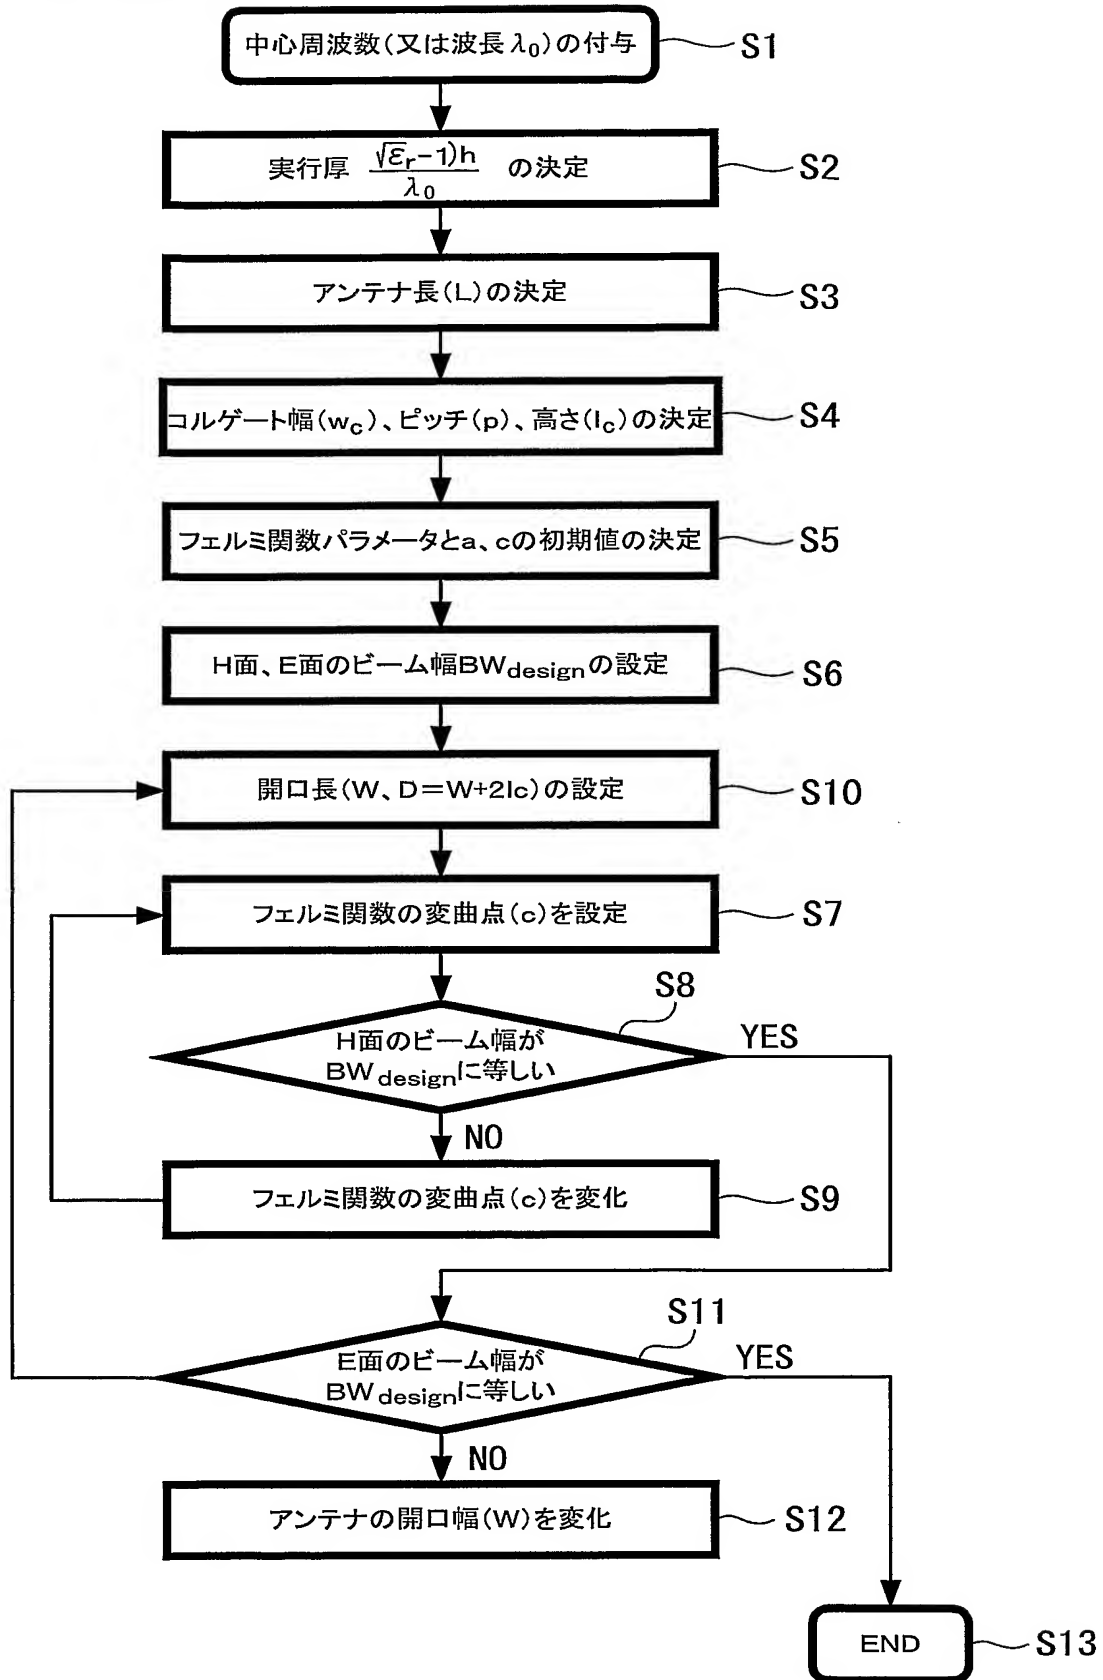 中心周波数(又は波長λ₀)の付与
S1
実行厚 √εr-1)h/λ₀ の決定
S2
アンテナ長(L)の決定
S3
コルゲート幅(wc)、ピッチ(p)、高さ(lc)の決定
S4
フェルミ関数パラメータとa、cの初期値の決定
S5
H面、E面のビーム幅BWdesignの設定
S6
開口長(W、D=W+2lc)の設定
S10
フェルミ関数の変曲点(c)を設定
S7
S8
H面のビーム幅が
BWdesignに等しい
YES
NO
フェルミ関数の変曲点(c)を変化
S9
S11
E面のビーム幅が
BWdesignに等しい
YES
NO
アンテナの開口幅(W)を変化
S12
END
S13